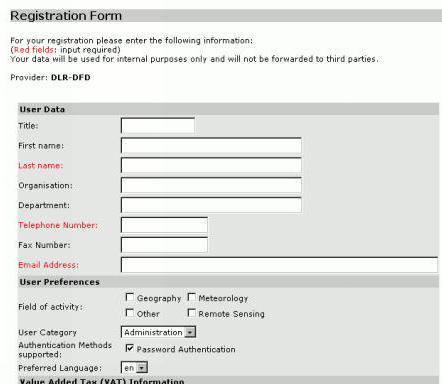 Registration Form
For your registration please enter the following information:
(Red fields: input required)
Your data will be used for internal purposes only and will not be forwarded to third parties.
Provider: DLR-DFD
User Data
Title:
First name:
Last name:
Organisation:
Department:
Telephone Number:
Fax Number:
Email Address:
User Preferences
Field of activity:
Geography Meteorology
Other Remote Sensing
User Category Administration
Authentication Methods supported: Password Authentication
Preferred Language: en
Value Added Tax (VAT) Information